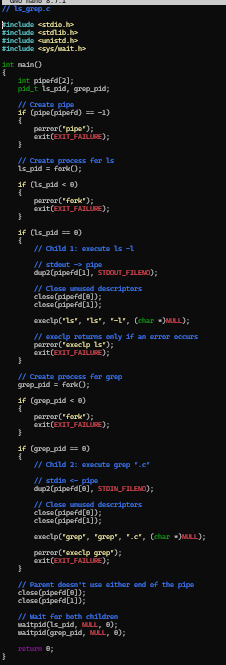 GNU nano 8.7.1
// ls_grep.c
#include <stdio.h>
#include <stdlib.h>
#include <unistd.h>
#include <sys/wait.h>
int main()
{
int pipefd[2];
pid_t ls_pid, grep_pid;
// Create pipe
if (pipe(pipefd) == -1)
{
perror("pipe");
exit(EXIT_FAILURE);
}
// Create process for ls
ls_pid = fork();
if (ls_pid < 0)
{
perror("fork");
exit(EXIT_FAILURE);
}
if (ls_pid == 0)
{
// Child 1: execute ls -l
// stdout -> pipe
dup2(pipefd[1], STDOUT_FILENO);
// Close unused descriptors
close(pipefd[0]);
close(pipefd[1]);
execlp("ls", "ls", "-l", (char *)NULL);
// execlp returns only if an error occurs
perror("execlp ls");
exit(EXIT_FAILURE);
}
// Create process for grep
grep_pid = fork();
if (grep_pid < 0)
{
perror("fork");
exit(EXIT_FAILURE);
}
if (grep_pid == 0)
{
// Child 2: execute grep ".c"
// stdin <- pipe
dup2(pipefd[0], STDIN_FILENO);
// Close unused descriptors
close(pipefd[0]);
close(pipefd[1]);
execlp("grep", "grep", ".c", (char *)NULL);
perror("execlp grep");
exit(EXIT_FAILURE);
}
// Parent doesn't use either end of the pipe
close(pipefd[0]);
close(pipefd[1]);
// Wait for both children
waitpid(ls_pid, NULL, 0);
waitpid(grep_pid, NULL, 0);
return 0;
}